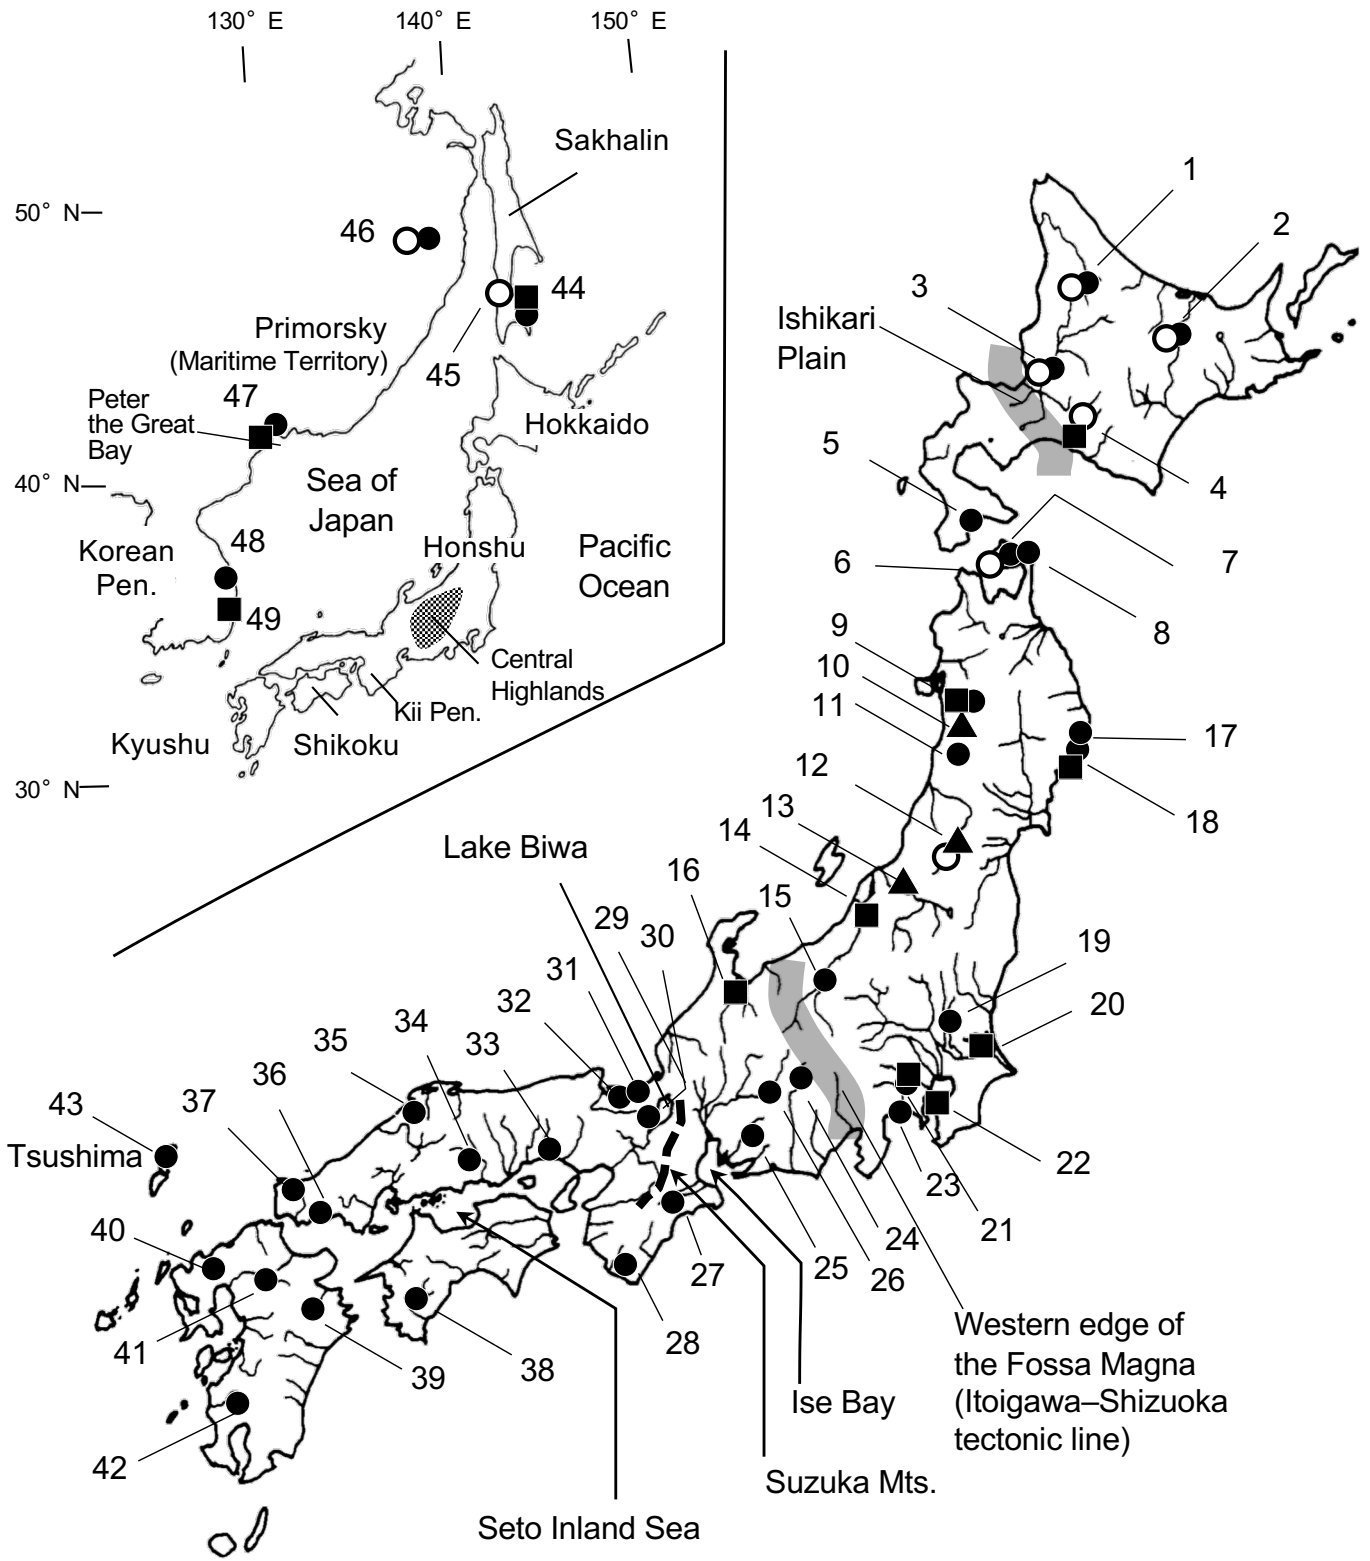 130° E
140° E
150° E
50° N
40° N
30° N
Sakhalin
46
44
45
Primorsky
(Maritime Territory)
47
Peter
the Great
Bay
Hokkaido
Sea of
Japan
Korean
Pen.
48
49
Honshu
Pacific
Ocean
Central
Highlands
Kii Pen.
Kyushu
Shikoku
1
2
3
Ishikari
Plain
4
5
6
7
8
9
10
11
12
13
14
15
16
17
18
19
20
21
22
23
24
25
26
27
28
Lake Biwa
29
30
31
32
33
34
35
36
37
38
39
40
41
42
43
Tsushima
Western edge of
the Fossa Magna
(Itoigawa–Shizuoka
tectonic line)
Ise Bay
Suzuka Mts.
Seto Inland Sea